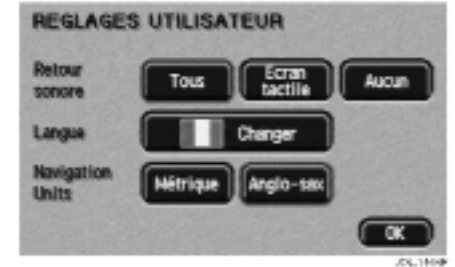 REGLAGES UTILISATEUR
Retour sonore
Tous
Ecran tactile
Aucun
Langue
Changer
Navigation Units
Métrique
Anglo-sax
OK